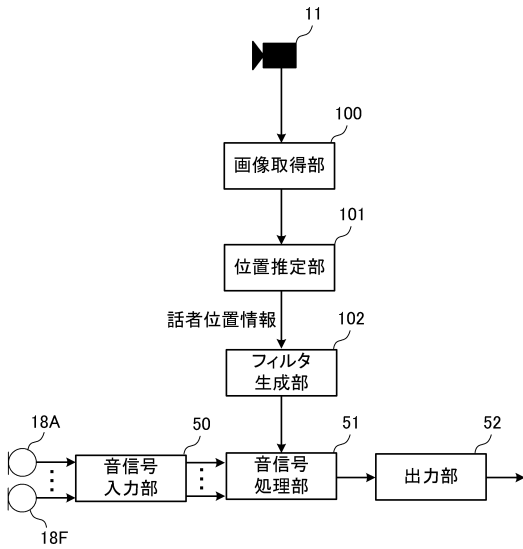 11
100
画像取得部
101
位置推定部
話者位置情報
102
フィルタ
生成部
18A
50
51
52
音信号
入力部
音信号
処理部
出力部
18F